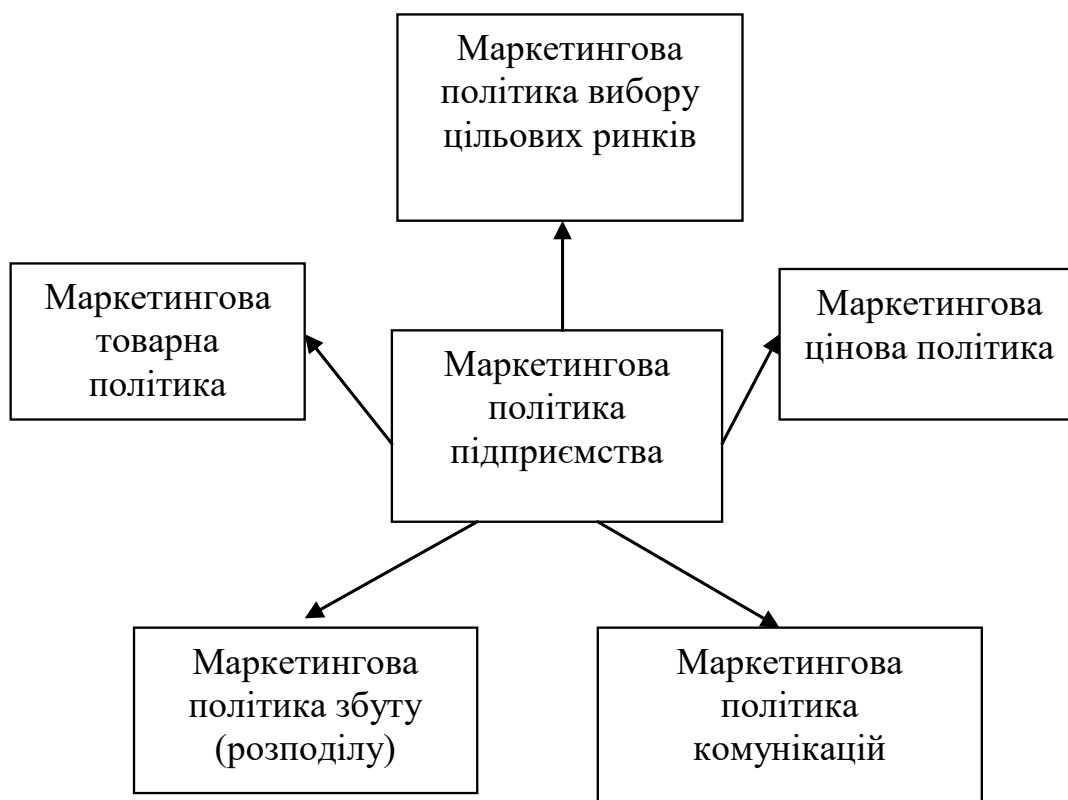 Маркетингова
політика вибору
цільових ринків
Маркетингова
товарна
політика
Маркетингова
політика
підприємства
Маркетингова
цінова політика
Маркетингова
політика збуту
(розподілу)
Маркетингова
політика
комунікацій